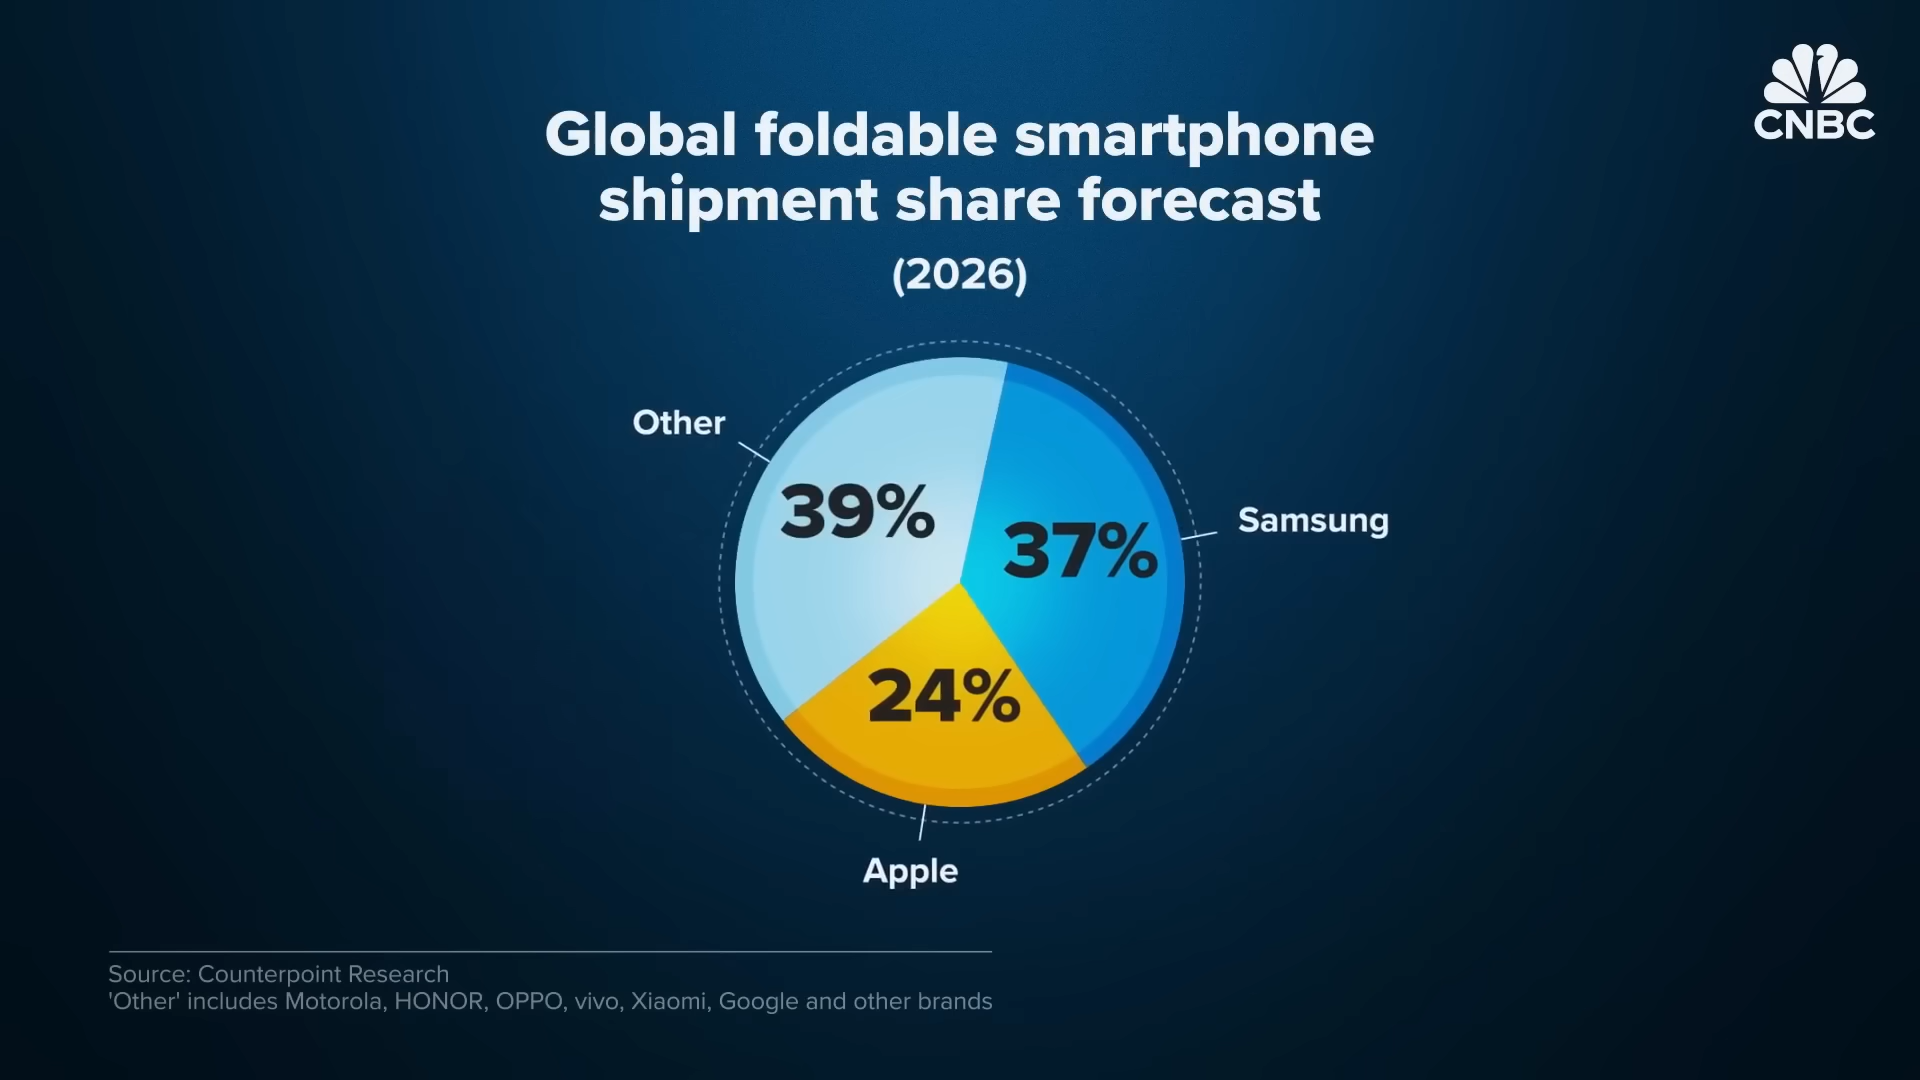 CNBC
Global foldable smartphone
shipment share forecast
(2026)
Other
39%
37%
Samsung
24%
Apple
Source: Counterpoint Research
'Other' includes Motorola, HONOR, OPPO, vivo, Xiaomi, Google and other brands